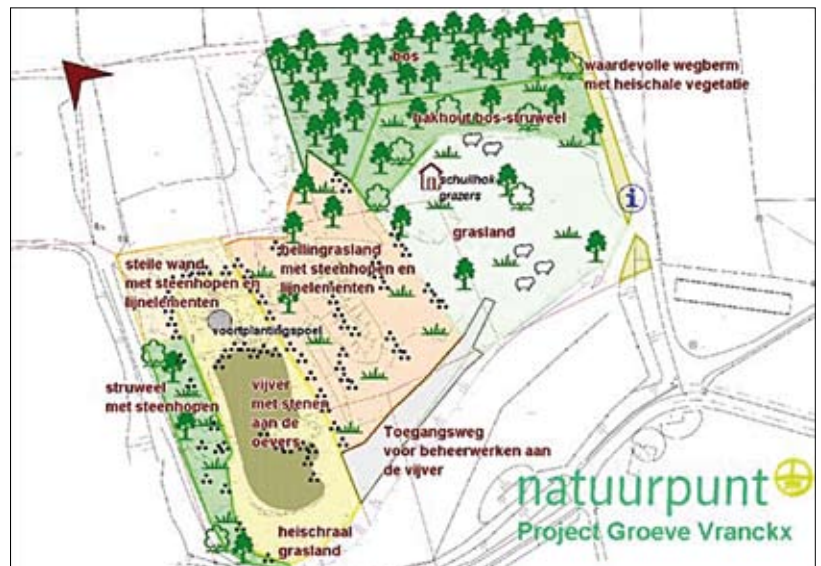 bos
waardevolle wegberm
met heischale vegetatie
hakhout/bos-struweel
schuilhok
grazers
i
grasland
hellingrasland
met steenhopen en
lijnelementen
steile wand
met steenhopen en
lijnelementen
voortplantingspoel
struweel
met steenhopen
vijver
met stenen
aan de
oevers
Toegangsweg
voor beheerwerken aan
de vijver
heischraal
grasland
natuurpunt
Project Groeve Vranckx